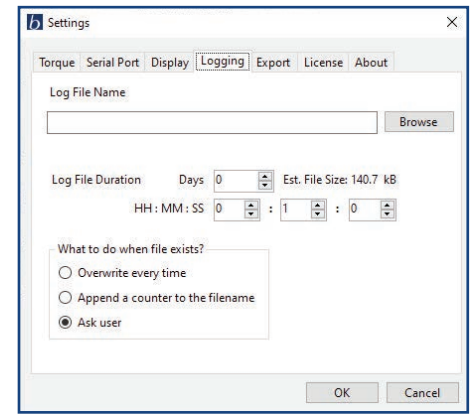 b Settings
Torque Serial Port Display Logging Export License About
Log File Name
Browse
Log File Duration Days 0 Est. File Size: 140.7 kB
HH : MM : SS 0 : 1 : 0
What to do when file exists?
Overwrite every time
Append a counter to the filename
Ask user
OK Cancel